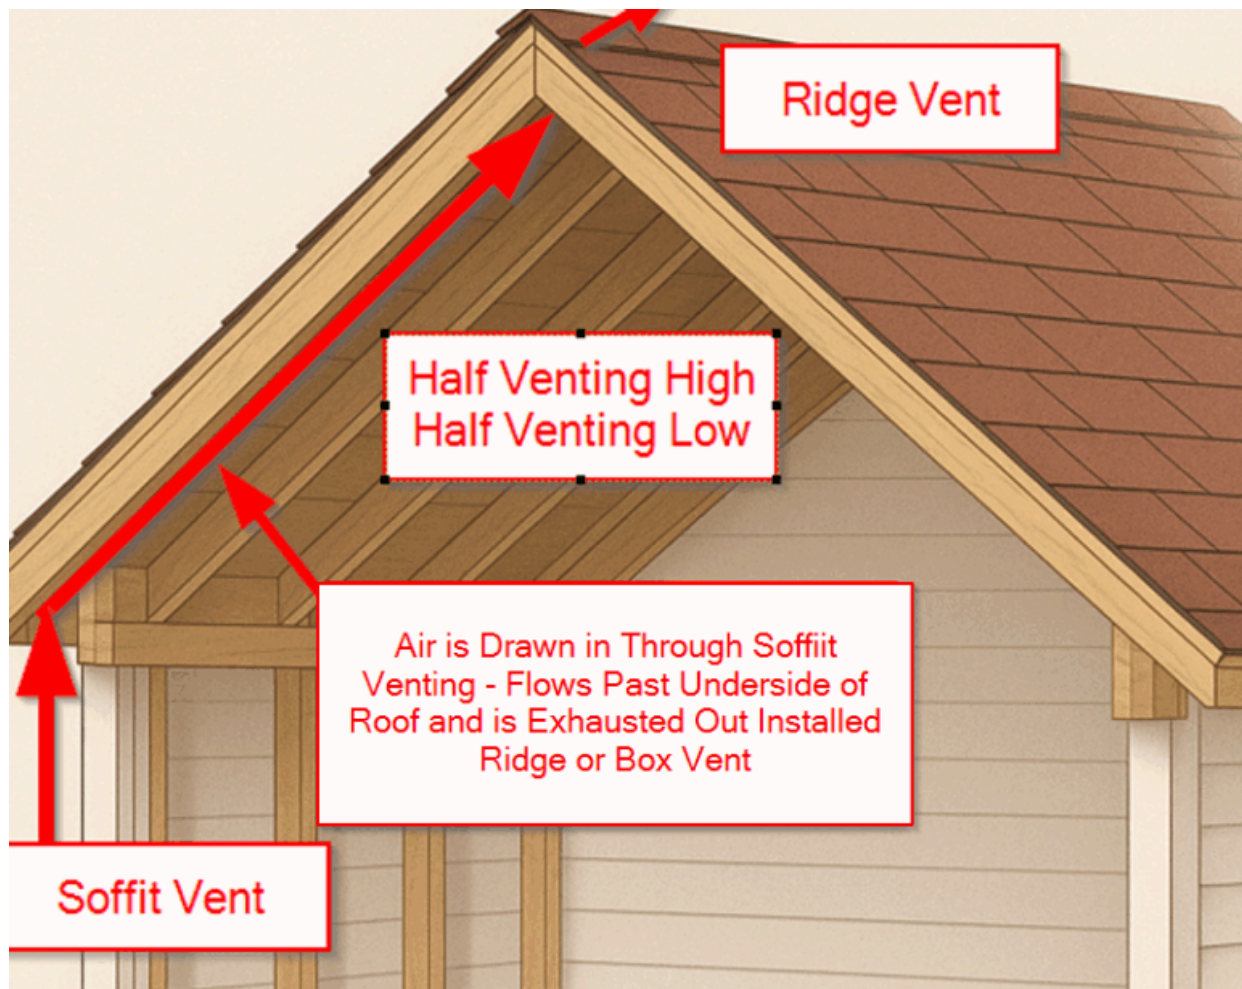 Ridge Vent
Half Venting High
Half Venting Low
Air is Drawn in Through Soffiit
Venting - Flows Past Underside of
Roof and is Exhausted Out Installed
Ridge or Box Vent
Soffit Vent